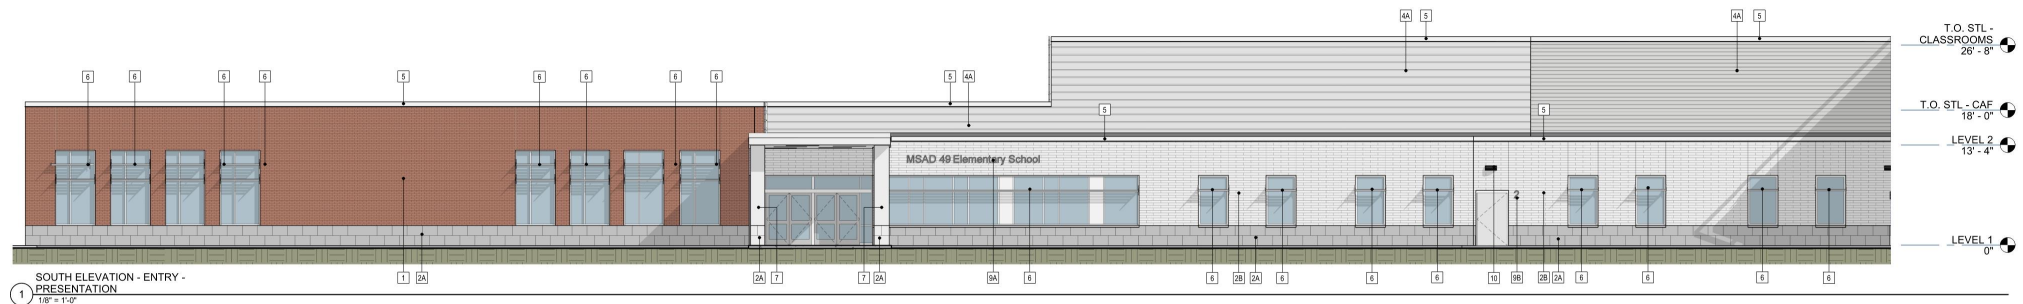 4A 5 4A 5
T.O. STL -
CLASSROOMS
26' - 8"
6 6 6 6 5 6 6 6 6 5 4A
5 5
T.O. STL - CAF
18' - 0"
LEVEL 2
13' - 4"
MSAD 49 Elementary School
2
LEVEL 1
0"
1 2A 2A 7 7 2A 9A 6 6 2B 2A 6 6 6 10 9B 2B 2A 6 6 6 6
SOUTH ELEVATION - ENTRY -
PRESENTATION
1
1/8" = 1'-0"